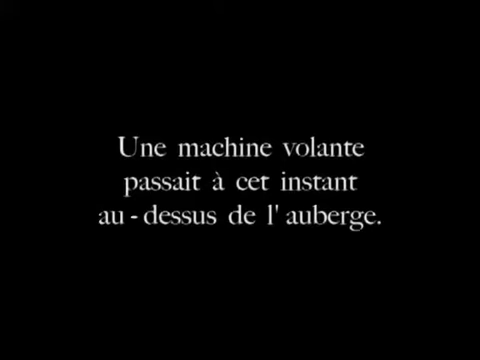 Une machine volante
passait à cet instant
au-dessus de l'auberge.